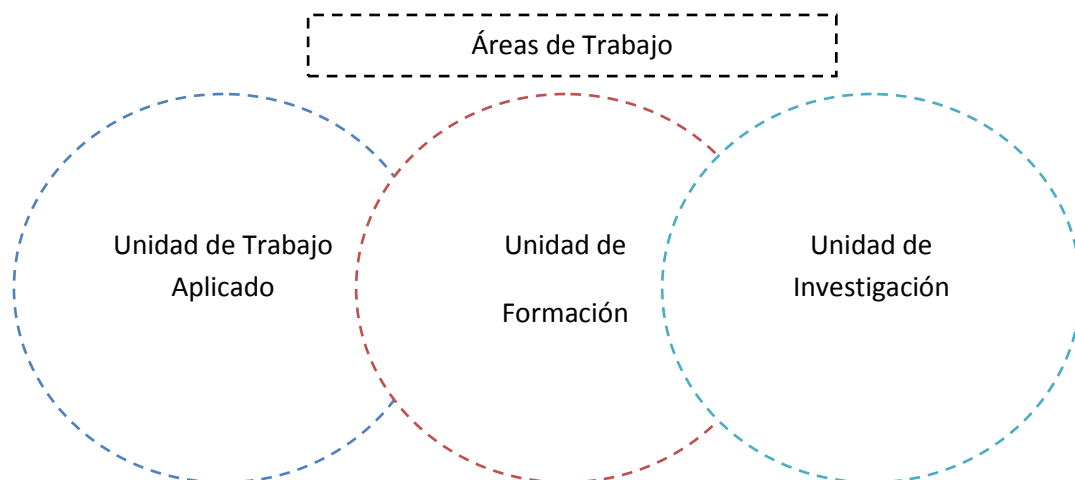 Áreas de Trabajo
Unidad de Trabajo
Aplicado
Unidad de
Formación
Unidad de
Investigación